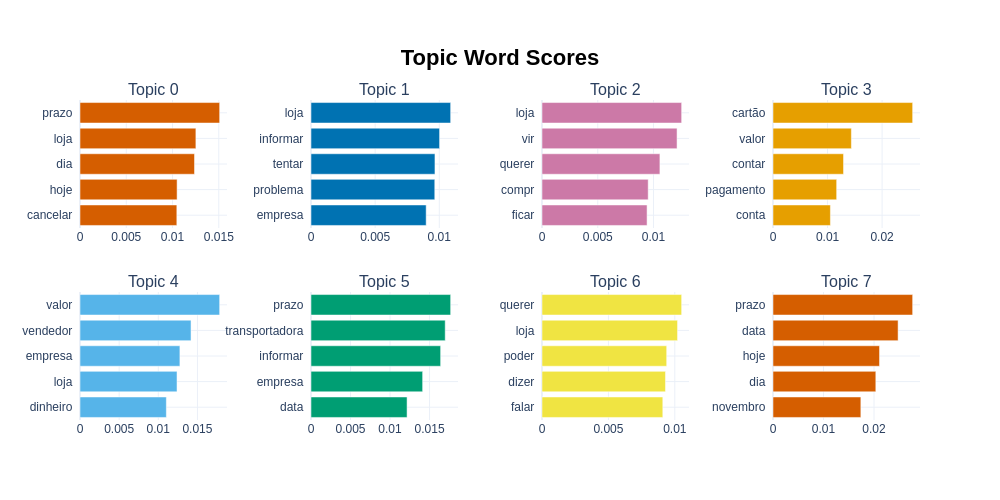 Topic Word Scores
Topic 0
prazo
loja
dia
hoje
cancelar
0 0.005 0.01 0.015
Topic 1
loja
informar
tentar
problema
empresa
0 0.005 0.01
Topic 2
loja
vir
querer
compr
ficar
0 0.005 0.01
Topic 3
cartão
valor
contar
pagamento
conta
0 0.01 0.02
Topic 4
valor
vendedor
empresa
loja
dinheiro
0 0.005 0.01 0.015
Topic 5
prazo
transportadora
informar
empresa
data
0 0.005 0.01 0.015
Topic 6
querer
loja
poder
dizer
falar
0 0.005 0.01
Topic 7
prazo
data
hoje
dia
novembro
0 0.01 0.02